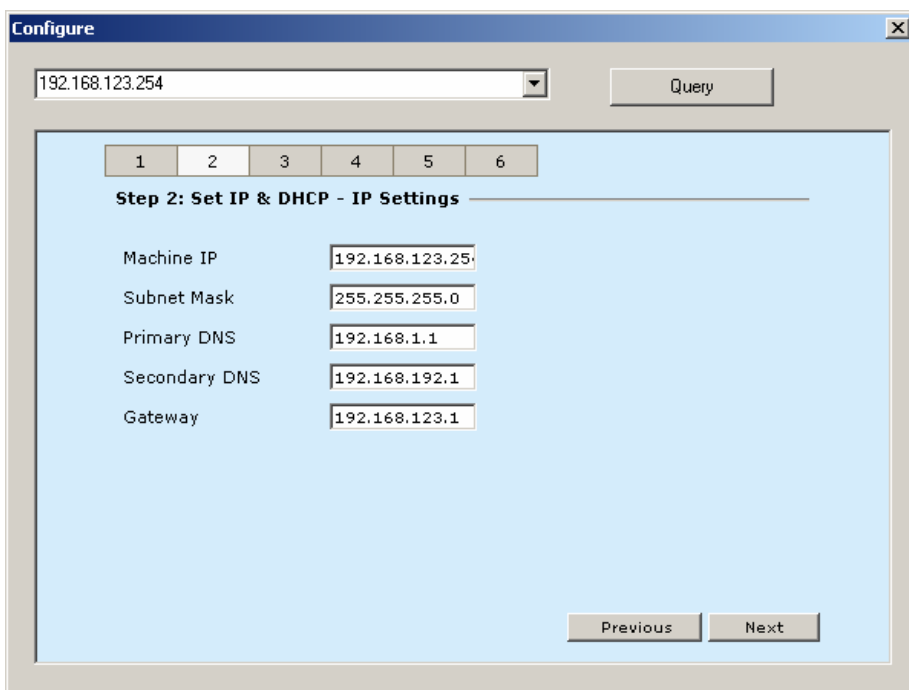 Configure
192.168.123.254
Query
1 2 3 4 5 6
Step 2: Set IP & DHCP - IP Settings
Machine IP 192.168.123.254
Subnet Mask 255.255.255.0
Primary DNS 192.168.1.1
Secondary DNS 192.168.192.1
Gateway 192.168.123.1
Previous Next